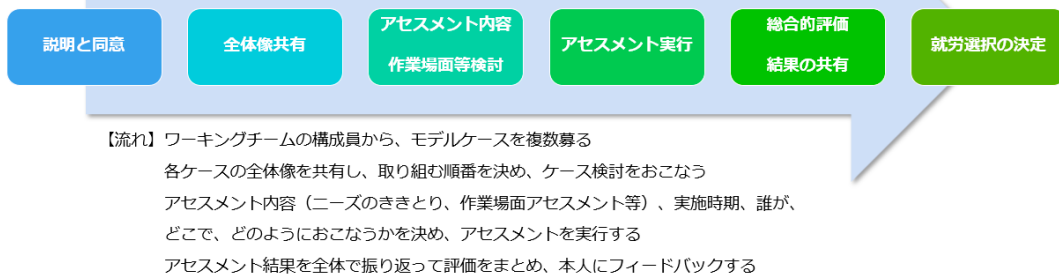 説明と同意
全体像共有
アセスメント内容
作業場面等検討
アセスメント実行
総合的評価
結果の共有
就労選択の決定
【流れ】ワーキングチームの構成員から、モデルケースを複数募る
各ケースの全体像を共有し、取り組む順番を決め、ケース検討をおこなう
アセスメント内容（ニーズのききとり、作業場面アセスメント等）、実施時期、誰が、
どこで、どのようにおこなうかを決め、アセスメントを実行する
アセスメント結果を全体で振り返って評価をまとめ、本人にフィードバックする